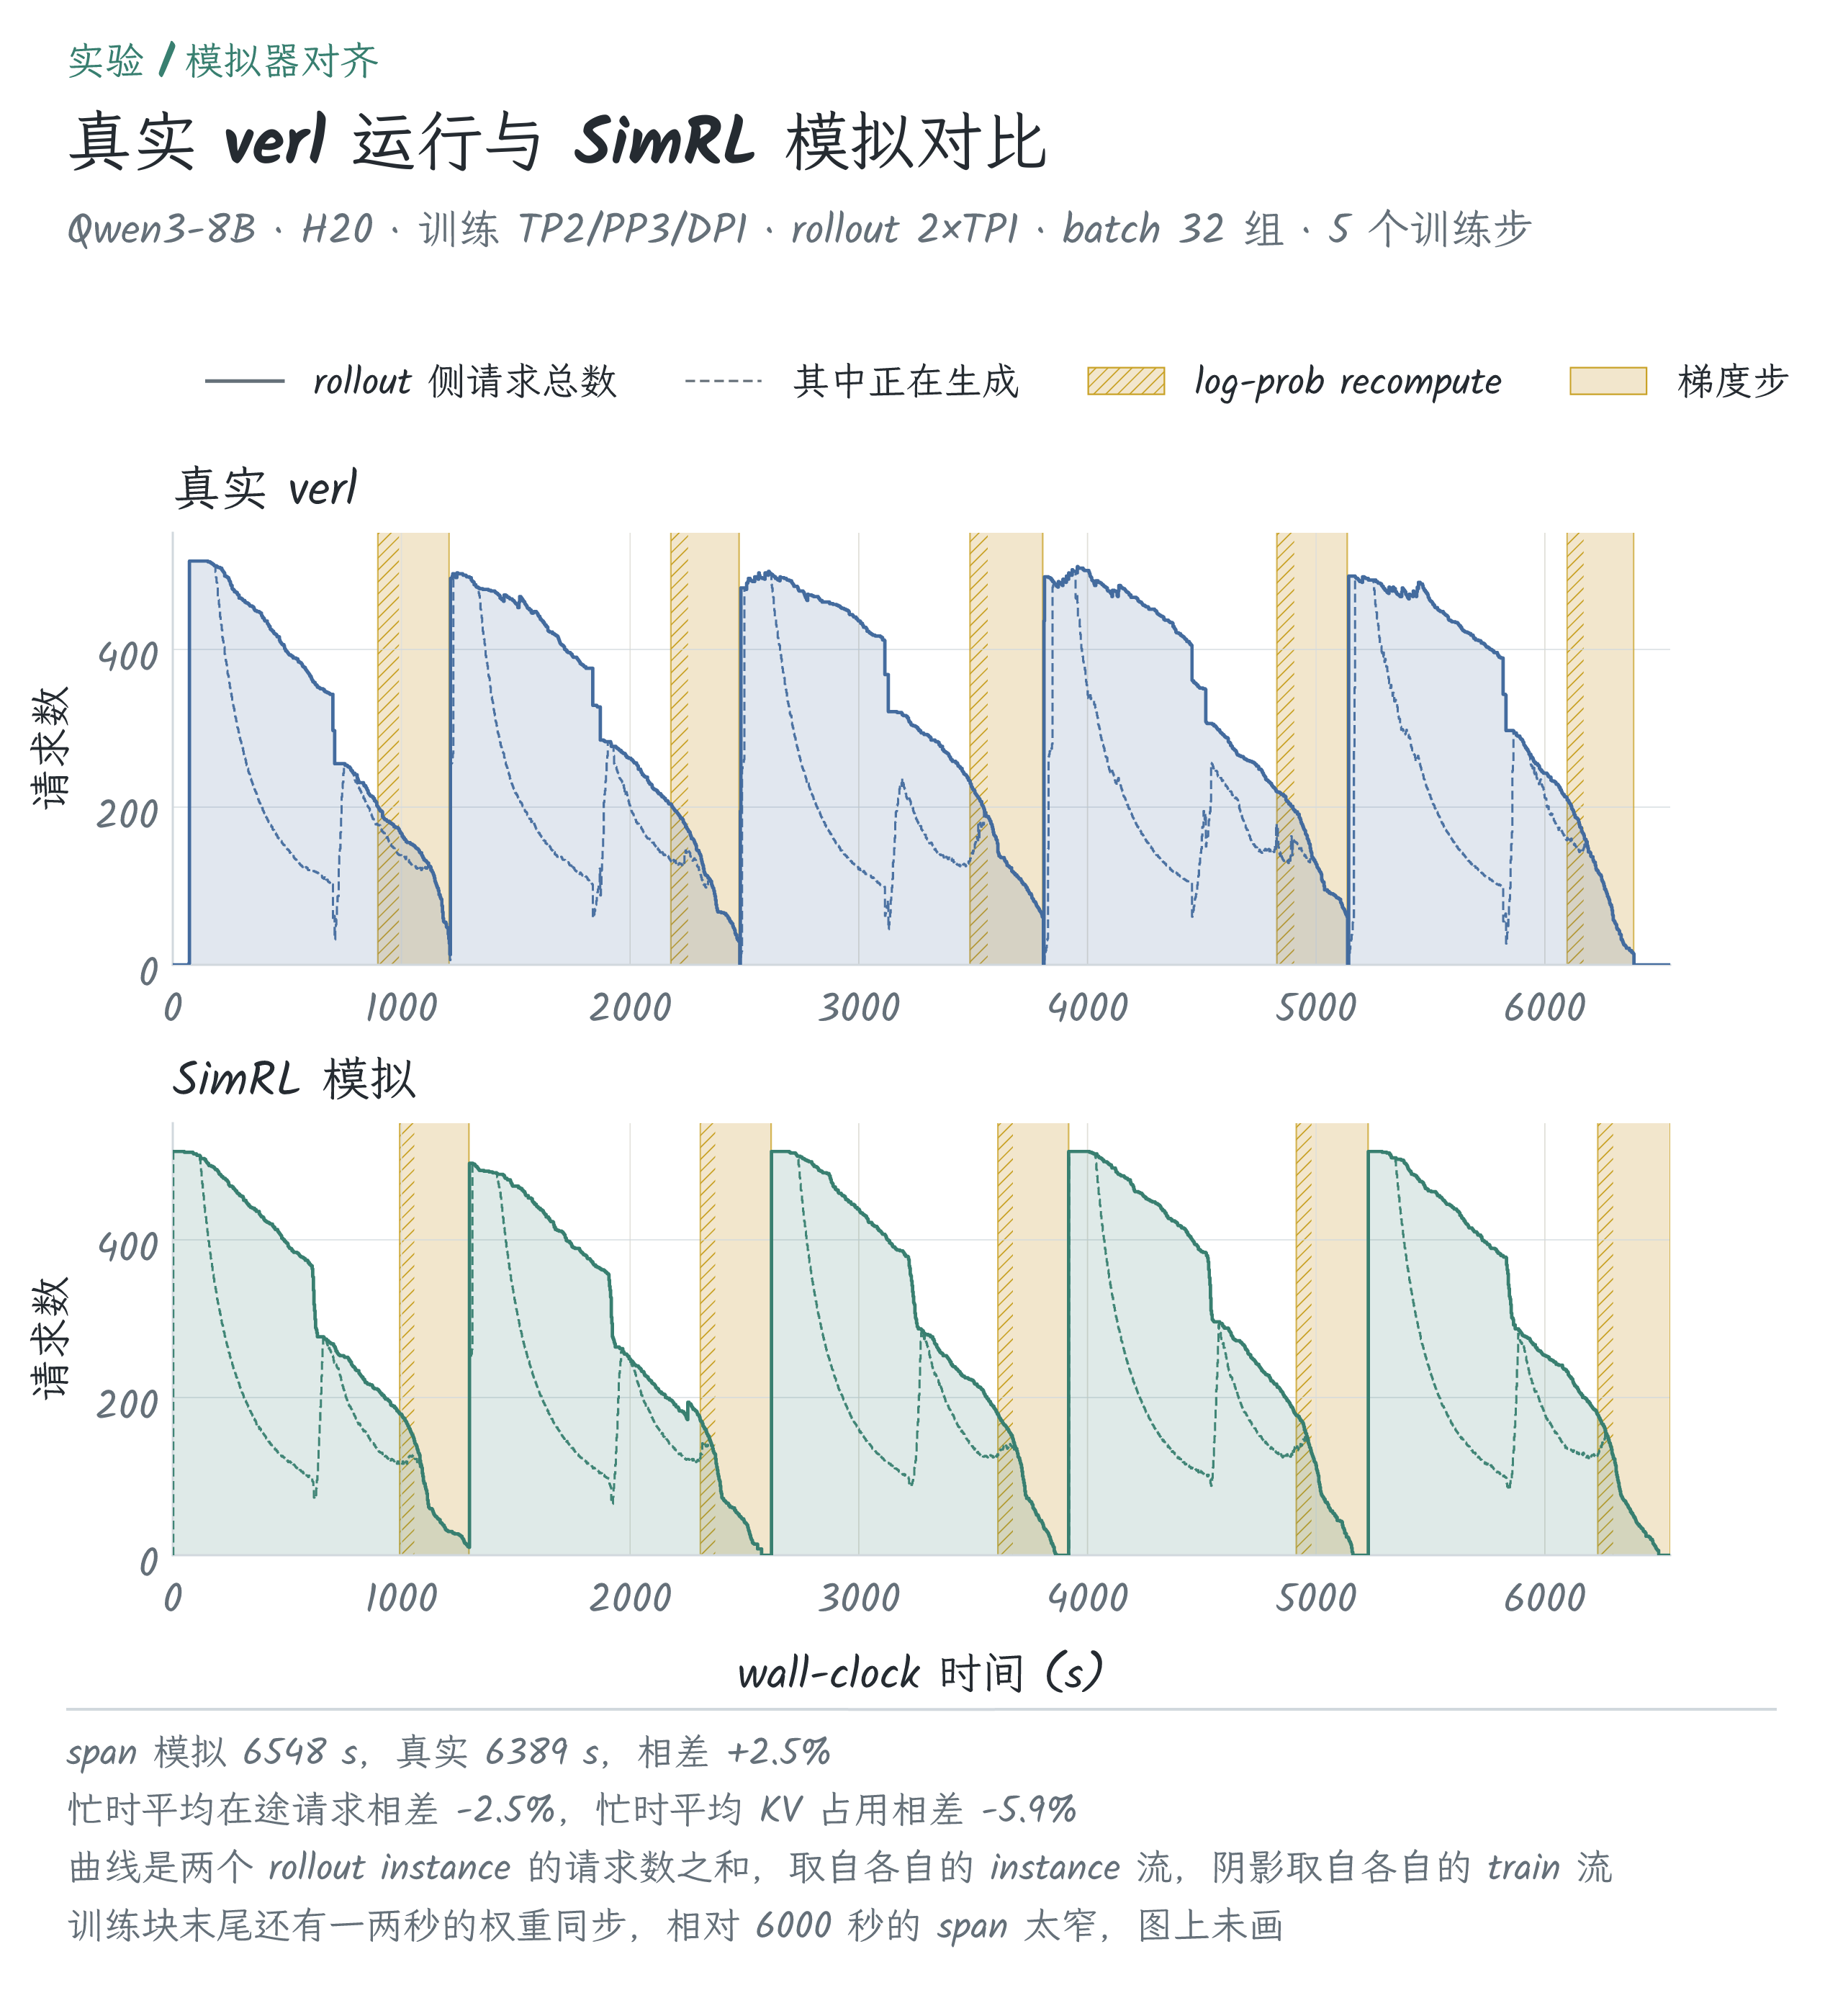 实验 / 模拟器对齐
真实 verl 运行与 SimRL 模拟对比
Qwen3-8B · H20 · 训练 TP2/PP3/DP1 · rollout 2×TP1 · batch 32 组 · 5 个训练步
rollout 侧请求总数 其中正在生成 log-prob recompute 梯度步
真实 verl
请求数
400
200
0
0 1000 2000 3000 4000 5000 6000
SimRL 模拟
请求数
400
200
0
0 1000 2000 3000 4000 5000 6000
wall-clock 时间 (s)
span 模拟 6548 s，真实 6389 s，相差 +2.5%
忙时平均在途请求相差 -2.5%，忙时平均 KV 占用相差 -5.9%
曲线是两个 rollout instance 的请求数之和，取自各自的 instance 流，阴影取自各自的 train 流
训练块末尾还有一两秒的权重同步，相对 6000 秒的 span 太窄，图上未画